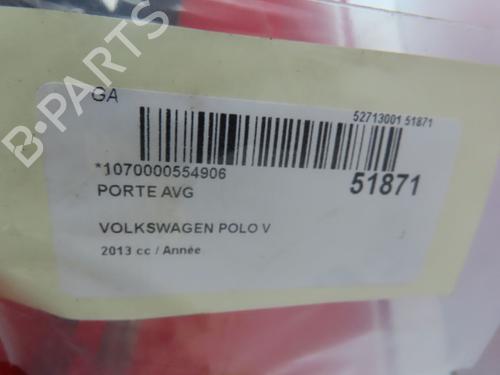 GA
52713001 51871
*1070000554906
51871
PORTE AVG
VOLKSWAGEN POLO V
2013 cc / Année
B-PARTS